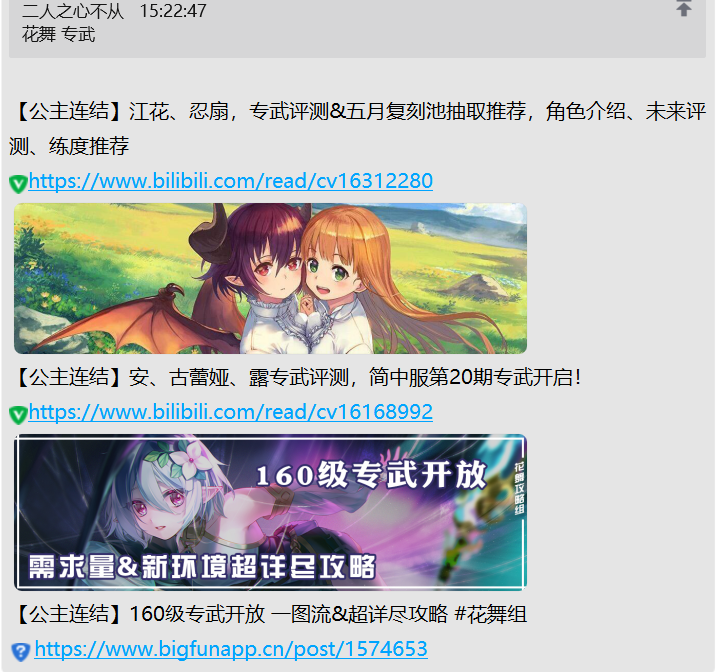 二人之心不从 15:22:47
花舞 专武
【公主连结】江花、忍扇，专武评测&五月复刻池抽取推荐，角色介绍、未来评
测、练度推荐
https://www.bilibili.com/read/cv16312280
【公主连结】安、古蕾娅、露专武评测，简中服第20期专武开启！
https://www.bilibili.com/read/cv16168992
160级专武开放
花舞攻略组
需求量&新环境超详尽攻略
【公主连结】160级专武开放 一图流&超详尽攻略 #花舞组
https://www.bigfunapp.cn/post/1574653